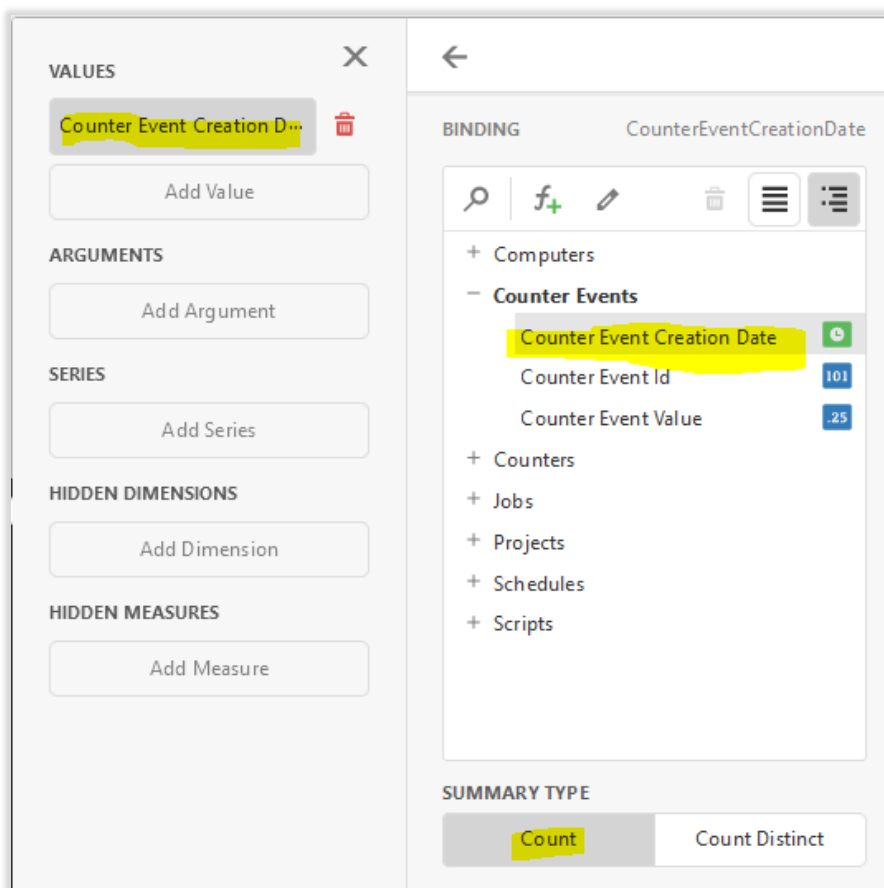 VALUES
Counter Event Creation D...
Add Value
ARGUMENTS
Add Argument
SERIES
Add Series
HIDDEN DIMENSIONS
Add Dimension
HIDDEN MEASURES
Add Measure
BINDING CounterEventCreationDate
Computers
Counter Events
Counter Event Creation Date
Counter Event Id 101
Counter Event Value .25
Counters
Jobs
Projects
Schedules
Scripts
SUMMARY TYPE
Count Count Distinct